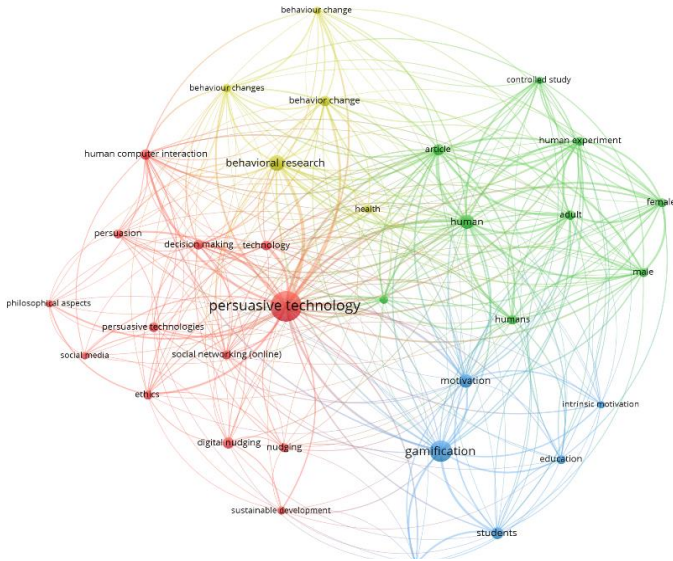 behaviour change
controlled study
behaviour changes
behavior change
human experiment
article
human computer interaction
behavioral research
female
health
adult
human
persuasion
decision making
technology
male
philosophical aspects
persuasive technology
humans
persuasive technologies
social media
social networking (online)
motivation
ethics
intrinsic motivation
digital nudging
nudging
gamification
education
sustainable development
students